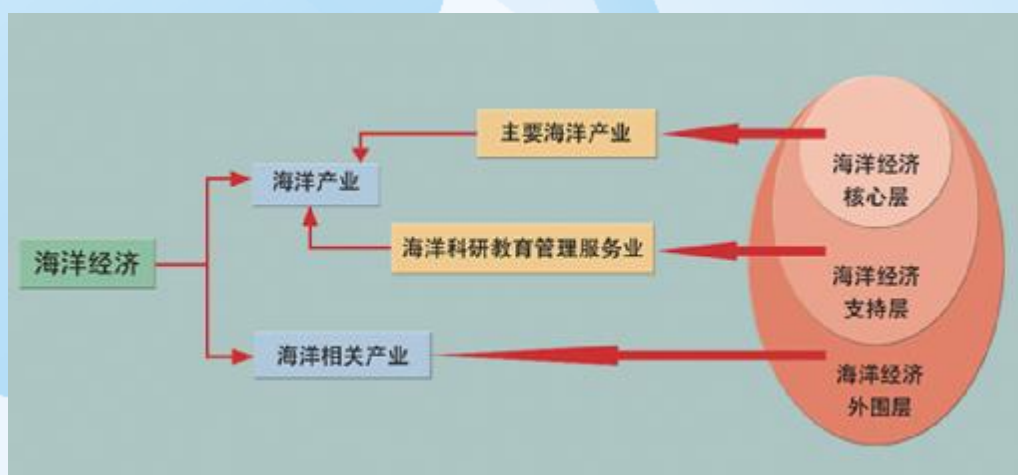 主要海洋产业
海洋产业
海洋经济
核心层
海洋科研教育管理服务业
海洋经济
海洋经济
支持层
海洋相关产业
海洋经济
外围层